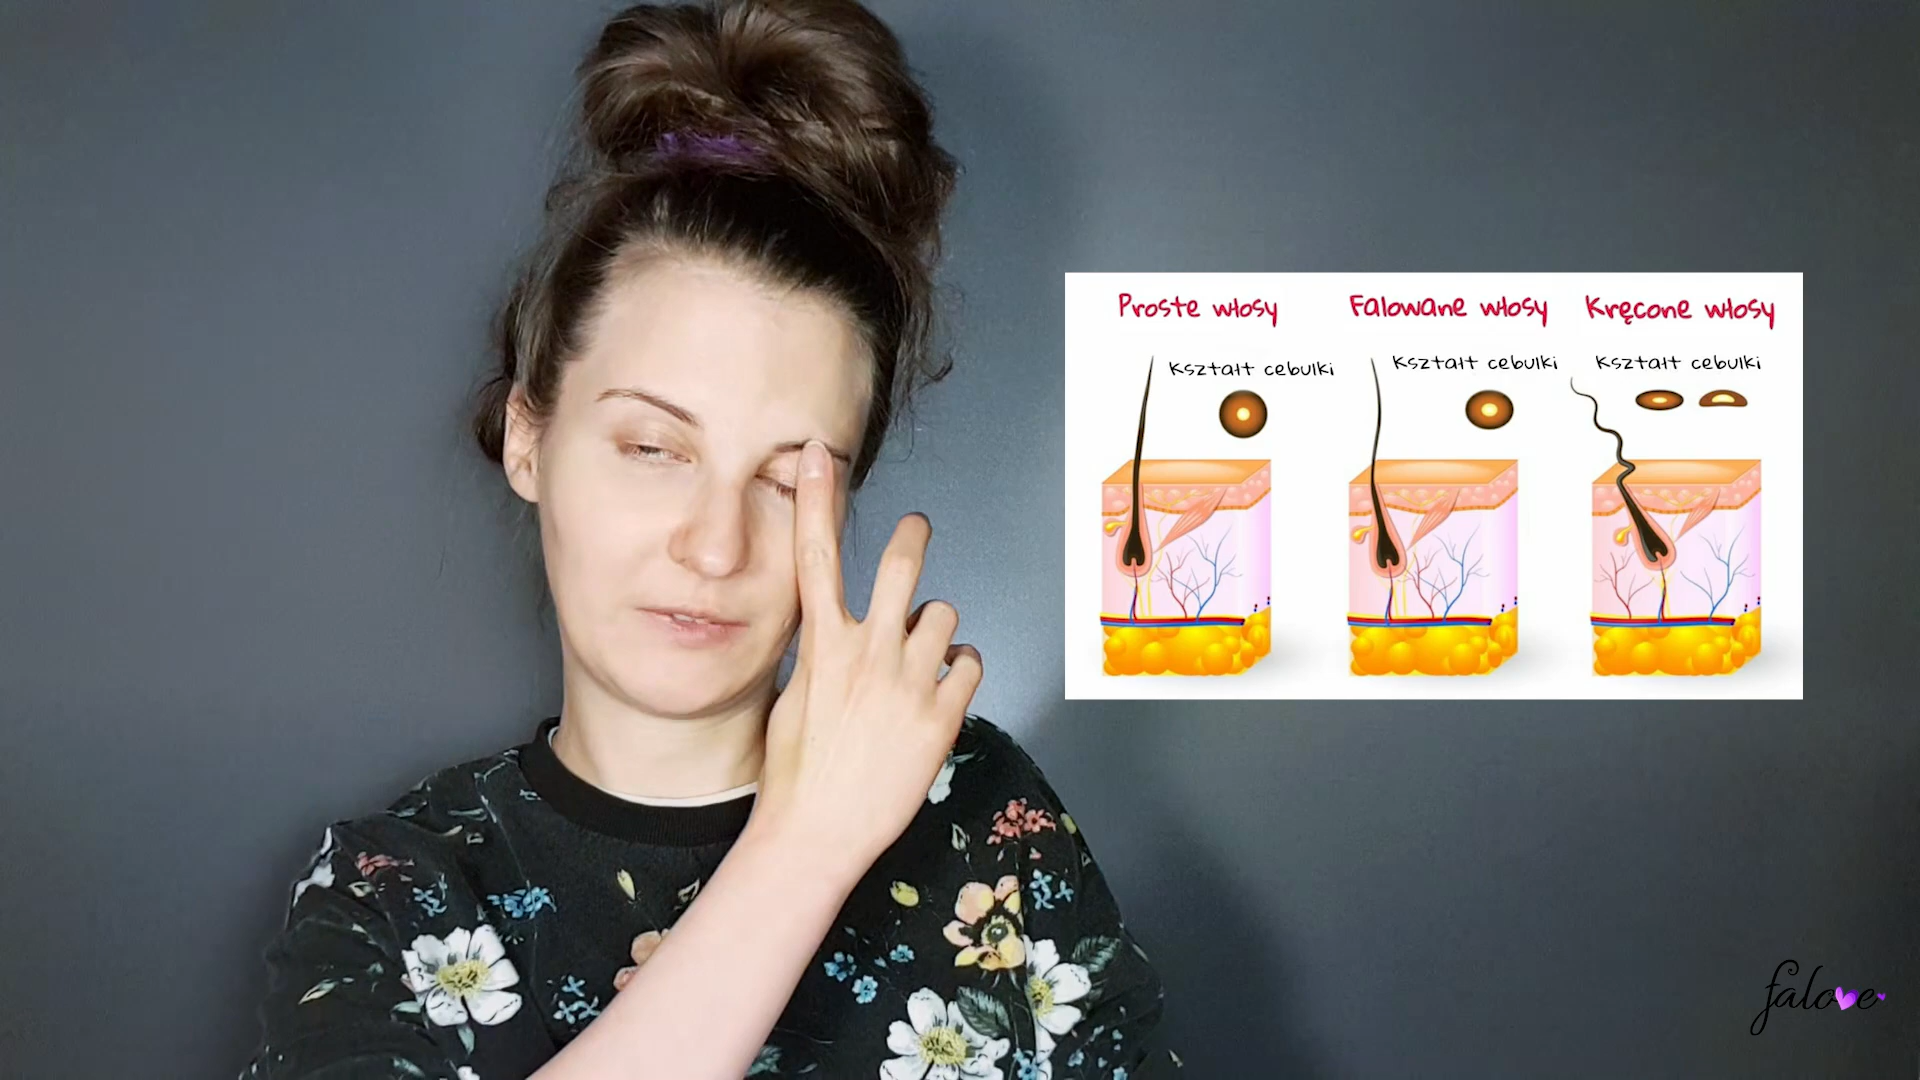 Proste włosy
Falowane włosy
Kręcone włosy
Kształt cebulki
Kształt cebulki
Kształt cebulki
falove